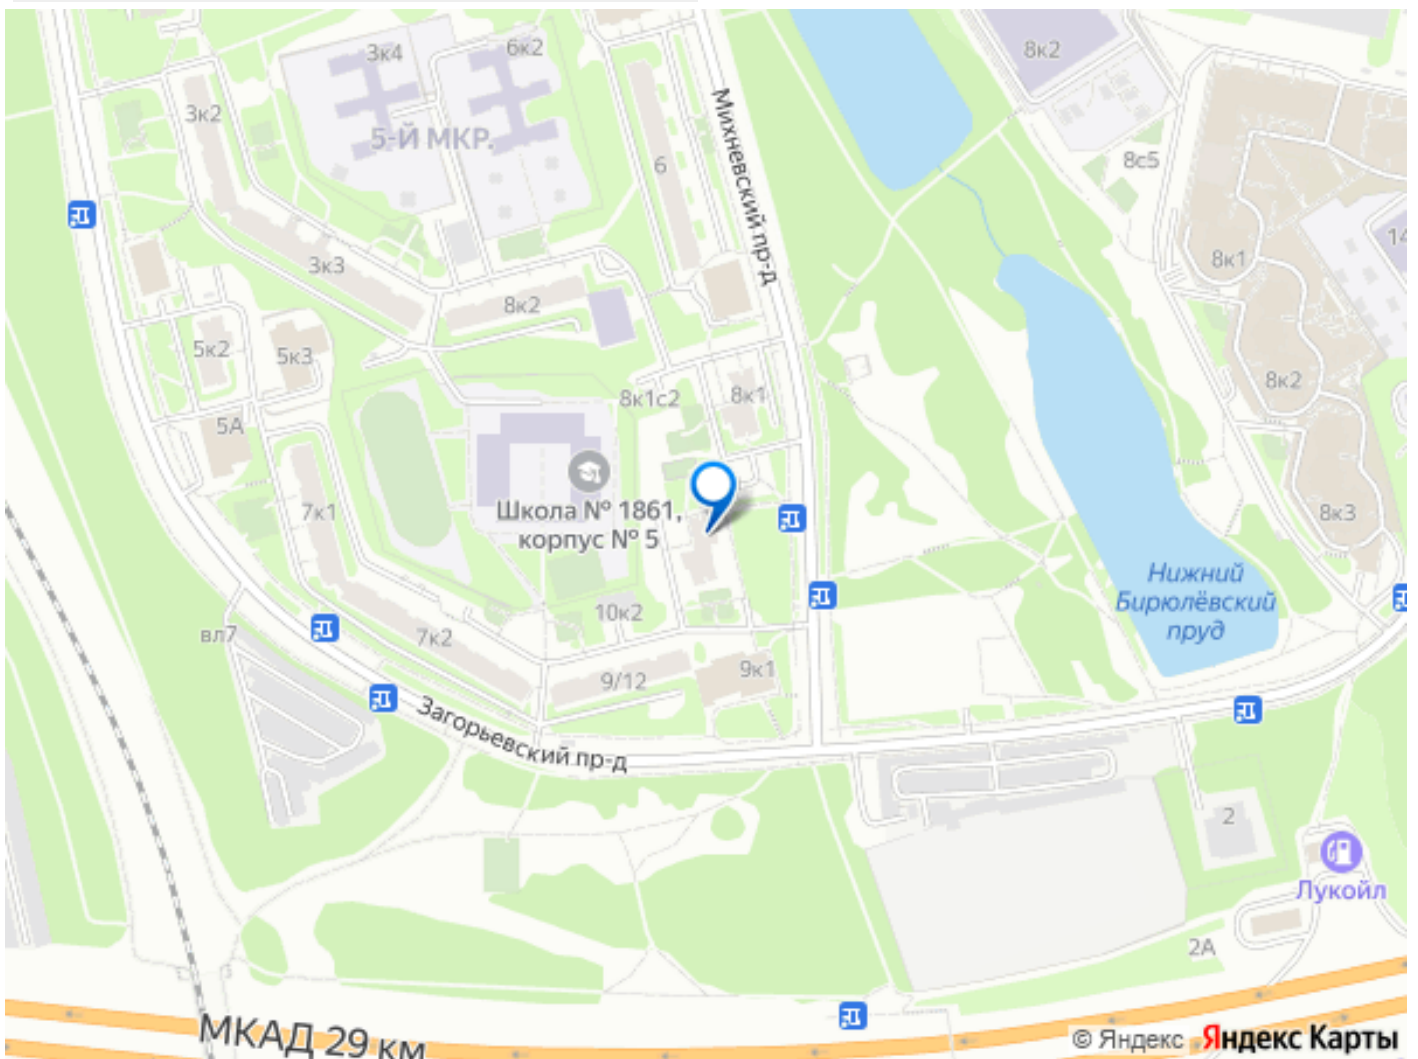 3к4
6к2
8к2
3к2
5-Й МКР.
Михневский пр-д
6
8с5
14
3к3
8к1
8к2
5к2
5к3
8к1с2
8к1
8к2
5А
7к1
Школа № 1861,
корпус № 5
8к3
Нижний
Бирюлёвский
пруд
10к2
вл7
7к2
9/12
9к1
Загорьевский пр-д
2
Лукойл
2А
МКАД 29 км
© Яндекс Яндекс Карты